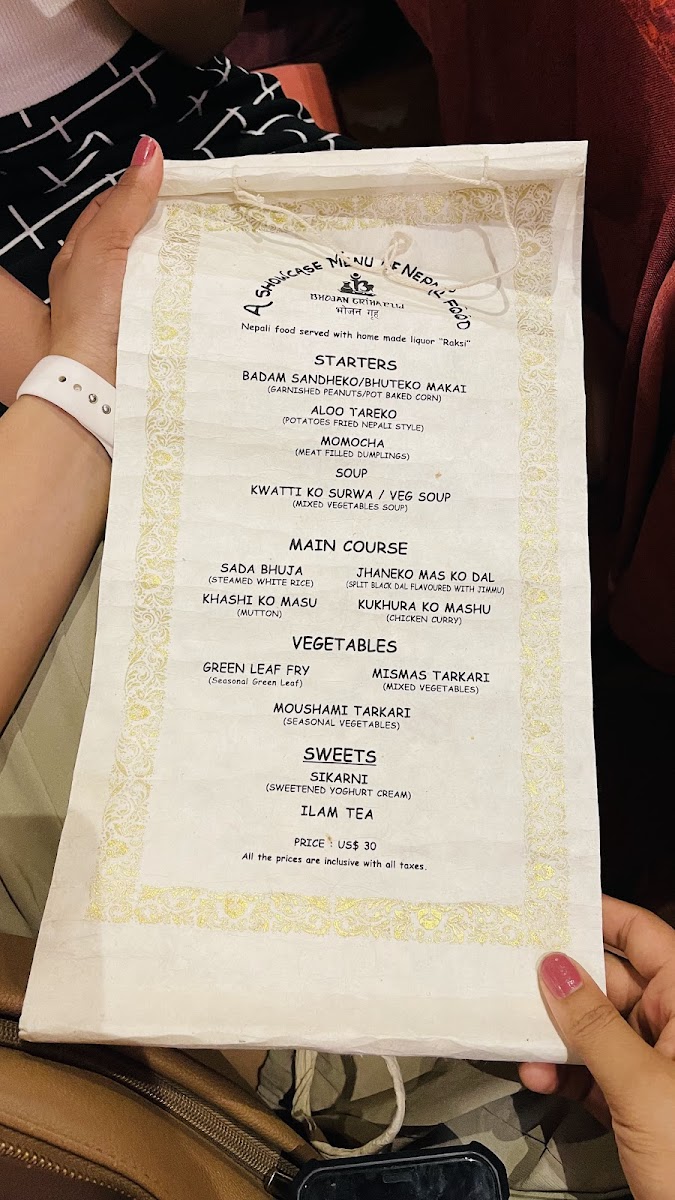 A SHOWCASE MENU OF NEPAL FOOD
BHOJAN GRIHA
भोजन गृह
Nepali food served with home made liquor "Raksi"
STARTERS
BADAM SANDHEKO/BHUTEKO MAKAI
(GARNISHED PEANUTS/POT BAKED CORN)
ALOO TAREKO
(POTATOES FRIED NEPALI STYLE)
MOMOCHA
(MEAT FILLED DUMPLINGS)
SOUP
KWATTI KO SURWA / VEG SOUP
(MIXED VEGETABLES SOUP)
MAIN COURSE
SADA BHUJA
(STEAMED WHITE RICE)
JHANEKO MAS KO DAL
(SPLIT BLACK DAL FLAVOURED WITH JIMMU)
KHASHI KO MASU
(MUTTON)
KUKHURA KO MASHU
(CHICKEN CURRY)
VEGETABLES
GREEN LEAF FRY
(Seasonal Green Leaf)
MISMAS TARKARI
(MIXED VEGETABLES)
MOUSHAMI TARKARI
(SEASONAL VEGETABLES)
SWEETS
SIKARNI
(SWEETENED YOGHURT CREAM)
ILAM TEA
PRICE : US$ 30
All the prices are inclusive with all taxes.